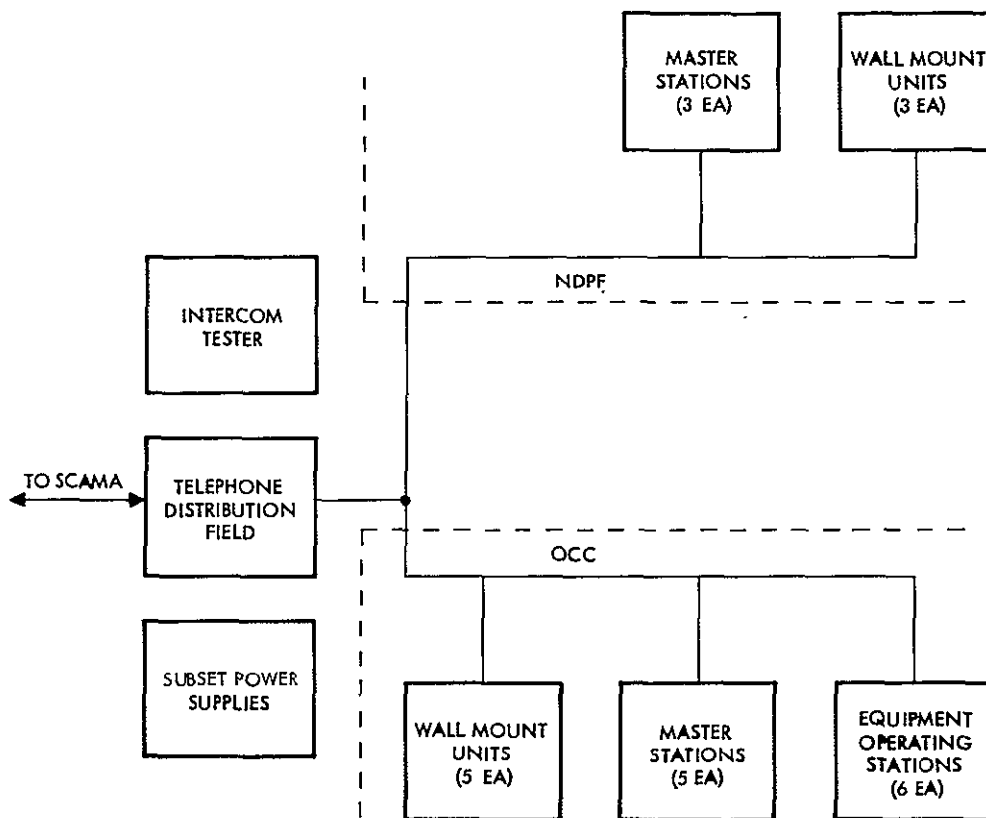 MASTER
STATIONS
(3 EA)
WALL MOUNT
UNITS
(3 EA)
NDPF
INTERCOM
TESTER
TO SCAMA
TELEPHONE
DISTRIBUTION
FIELD
OCC
SUBSET POWER
SUPPLIES
WALL MOUNT
UNITS
(5 EA)
MASTER
STATIONS
(5 EA)
EQUIPMENT
OPERATING
STATIONS
(6 EA)